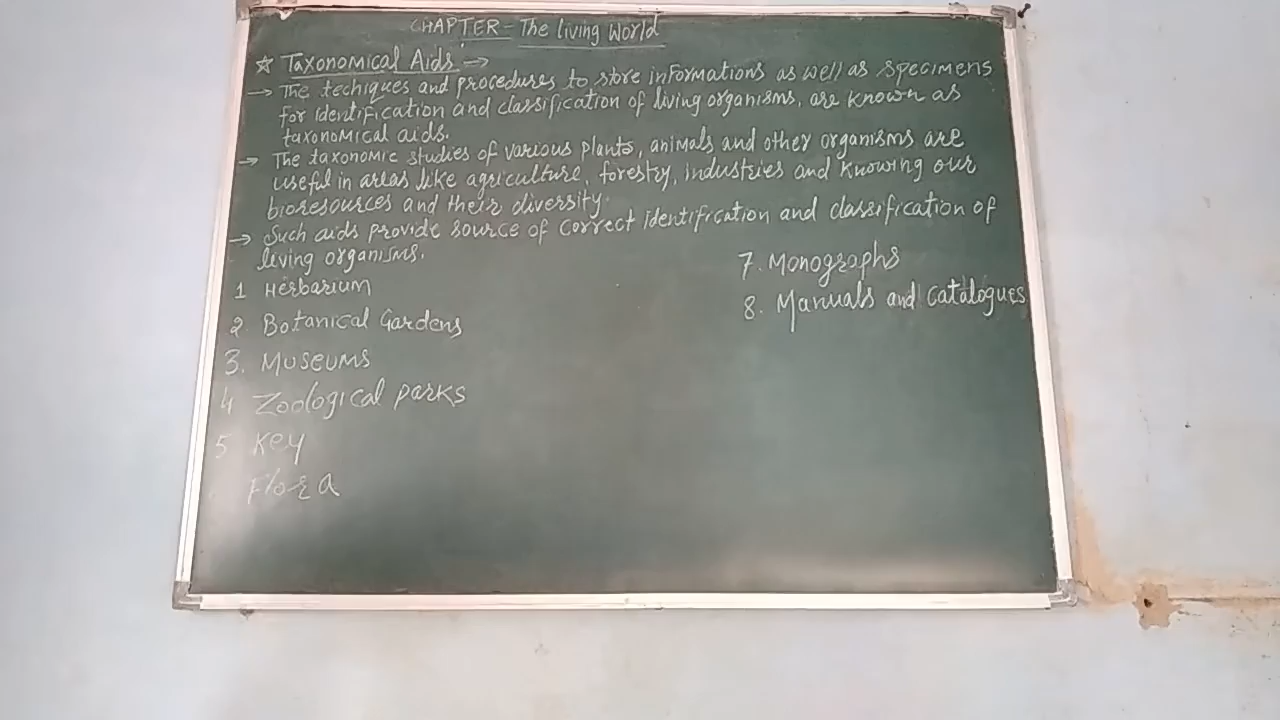 CHAPTER - The Living World
☆ Taxonomical Aids →
→ The techiques and procedures to store informations as well as specimens
for identification and classification of living organisms, are known as
taxonomical aids.
→ The taxonomic studies of various plants, animals and other organisms are
useful in areas like agriculture, forestry, industries and knowing our
bioresources and their diversity.
→ Such aids provide source of correct identification and classification of
living organisms.
1 Herbarium
2 Botanical Gardens
3. Museums
4 Zoological parks
5 Key
Flora
7. Monographs
8. Manuals and Catalogues